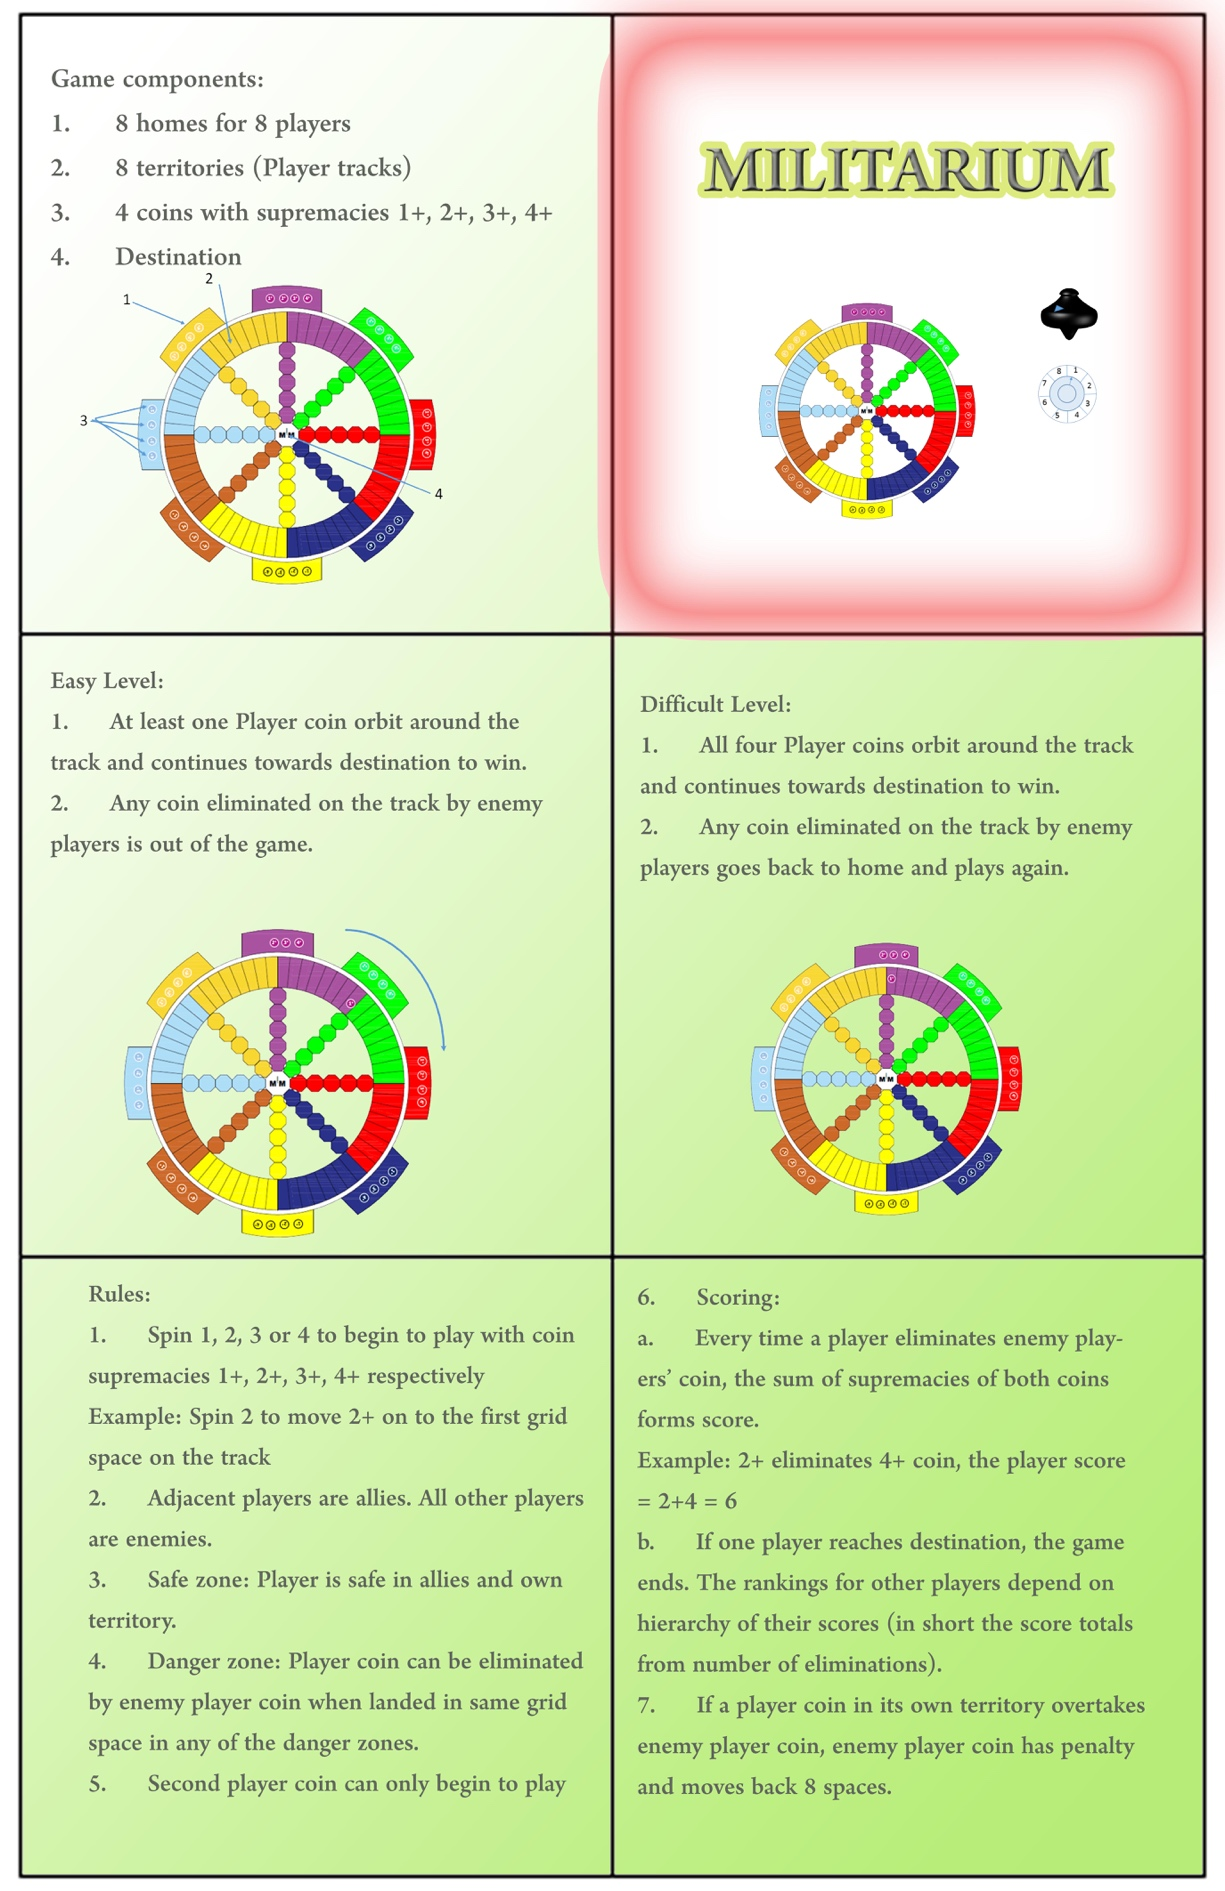 Game components:
1. 8 homes for 8 players
2. 8 territories (Player tracks)
3. 4 coins with supremacies 1+, 2+, 3+, 4+
4. Destination
1
2
3
4
M M
MILITARIUM
M M
8 1
7 2
6 3
5 4
Easy Level:
1. At least one Player coin orbit around the
track and continues towards destination to win.
2. Any coin eliminated on the track by enemy
players is out of the game.
M M
Difficult Level:
1. All four Player coins orbit around the track
and continues towards destination to win.
2. Any coin eliminated on the track by enemy
players goes back to home and plays again.
M M
Rules:
1. Spin 1, 2, 3 or 4 to begin to play with coin
supremacies 1+, 2+, 3+, 4+ respectively
Example: Spin 2 to move 2+ on to the first grid
space on the track
2. Adjacent players are allies. All other players
are enemies.
3. Safe zone: Player is safe in allies and own
territory.
4. Danger zone: Player coin can be eliminated
by enemy player coin when landed in same grid
space in any of the danger zones.
5. Second player coin can only begin to play
6. Scoring:
a. Every time a player eliminates enemy play-
ers’ coin, the sum of supremacies of both coins
forms score.
Example: 2+ eliminates 4+ coin, the player score
= 2+4 = 6
b. If one player reaches destination, the game
ends. The rankings for other players depend on
hierarchy of their scores (in short the score totals
from number of eliminations).
7. If a player coin in its own territory overtakes
enemy player coin, enemy player coin has penalty
and moves back 8 spaces.